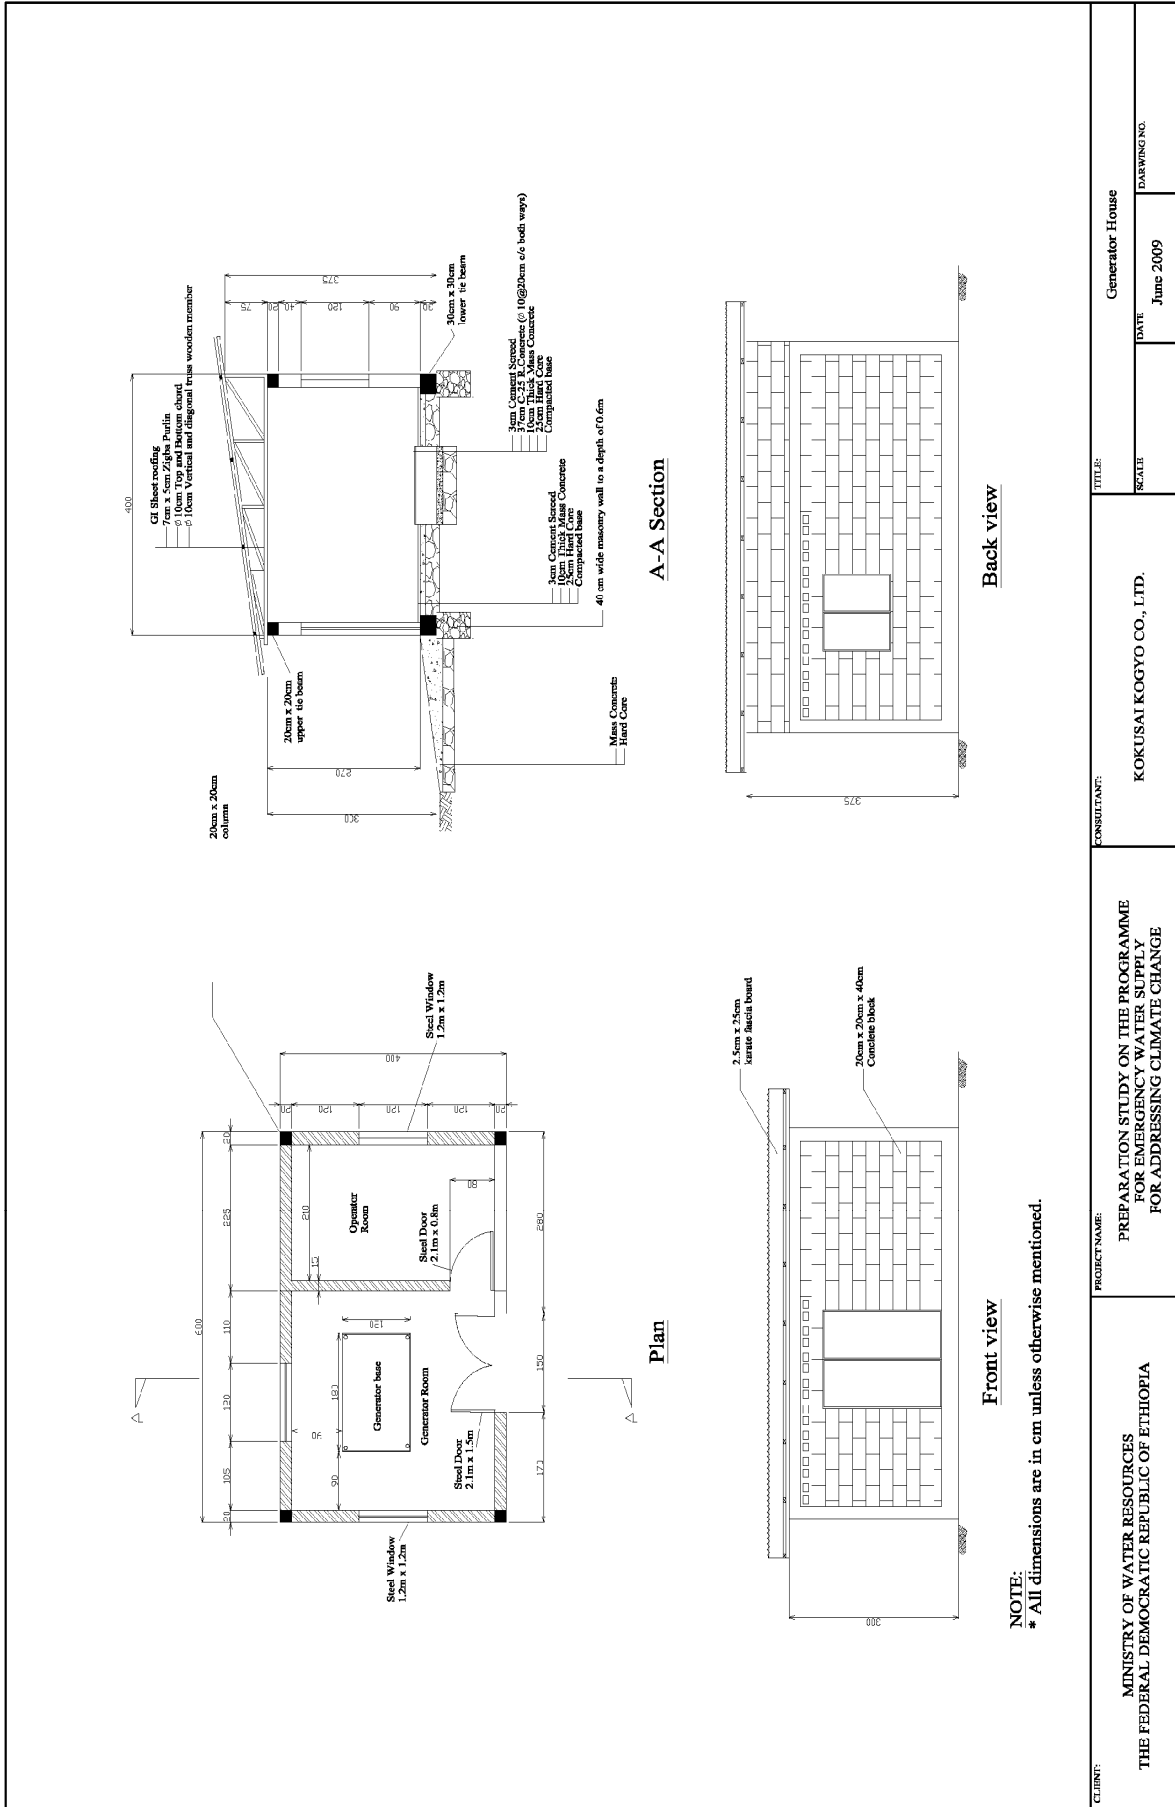 Plan
600
20
105
120
110
225
20
Steel Window
1.2m x 1.2m
90
90
180
120
Generator base
Generator Room
Steel Door
2.1m x 1.5m
15
210
Operator
Room
Steel Door
2.1m x 0.8m
80
173
150
280
20
120
120
120
20
400
Steel Window
1.2m x 1.2m
A
A
20cm x 20cm
column
400
GI Sheet roofing
7cm x 5cm Zigba Purlin
∅ 10cm Top and Bottom chord
∅ 10cm Vertical and diagonal truss wooden member
20cm x 20cm
upper tie beam
300
270
75
20
40
120
90
30
375
30cm x 30cm
lower tie beam
3cm Cement Screed
37cm C-25 R.Concrete (∅ 10@20cm c/c both ways)
10cm Thick Mass Concrete
25cm Hard Core
Compacted base
3cm Cement Screed
10cm Thick Mass Concrete
25cm Hard Core
Compacted base
40 cm wide masonry wall to a depth of 0.6m
Mass Concrete
Hard Core
A-A Section
300
2.5cm x 25cm
karate fascia board
20cm x 20cm x 40cm
Conclete block
Front view
375
Back view
NOTE:
* All dimensions are in cm unless otherwise mentioned.
CLIENT:
MINISTRY OF WATER RESOURCES
THE FEDERAL DEMOCRATIC REPUBLIC OF ETHIOPIA
PROJECT NAME:
PREPARATION STUDY ON THE PROGRAMME
FOR EMERGENCY WATER SUPPLY
FOR ADDRESSING CLIMATE CHANGE
CONSULTANT:
KOKUSAI KOGYO CO., LTD.
TITLE:
Generator House
SCALE
DATE
June 2009
DARWING NO.